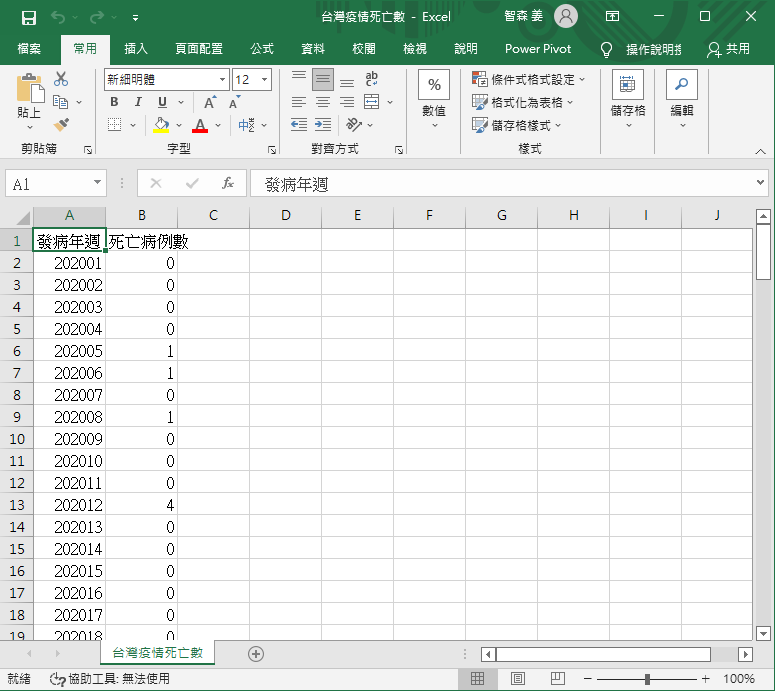 台灣疫情死亡數 - Excel 智森 姜
檔案 常用 插入 頁面配置 公式 資料 校閱 檢視 說明 Power Pivot 操作說明 共用
新細明體 12 ab % 條件式格式設定
B I U A A 格式化為表格
貼上 數值 儲存格 編輯
A 中 儲存格樣式
剪貼簿 字型 對齊方式 樣式
A1 fx 發病年週
A B C D E F G H I J
1 發病年週 死亡病例數
2 202001 0
3 202002 0
4 202003 0
5 202004 0
6 202005 1
7 202006 1
8 202007 0
9 202008 1
10 202009 0
11 202010 0
12 202011 0
13 202012 4
14 202013 0
15 202014 0
16 202015 0
17 202016 0
18 202017 0
19 202018 0
台灣疫情死亡數
就緒 協助工具: 無法使用 100%